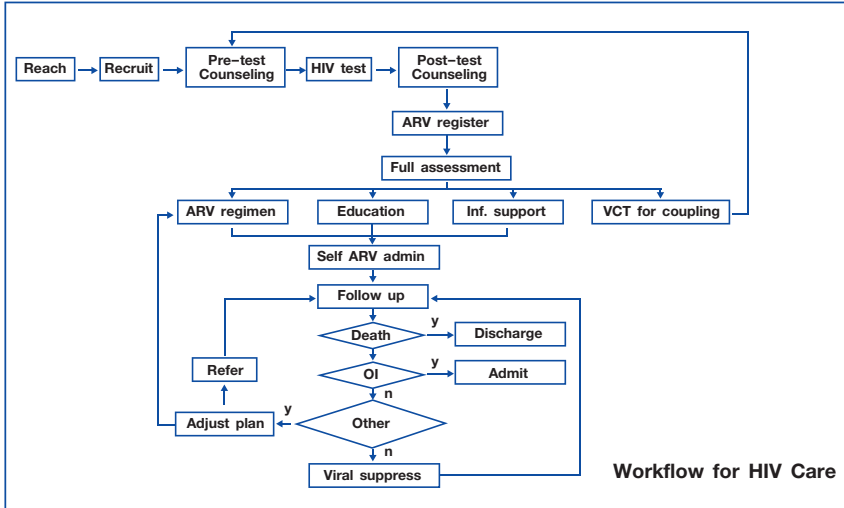 Reach
Recruit
Pre-test
Counseling
HIV test
Post-test
Counseling
ARV register
Full assessment
ARV regimen
Education
Inf. support
VCT for coupling
Self ARV admin
Follow up
Death
y
Discharge
Refer
OI
y
Admit
n
Adjust plan
y
Other
n
Viral suppress
Workflow for HIV Care